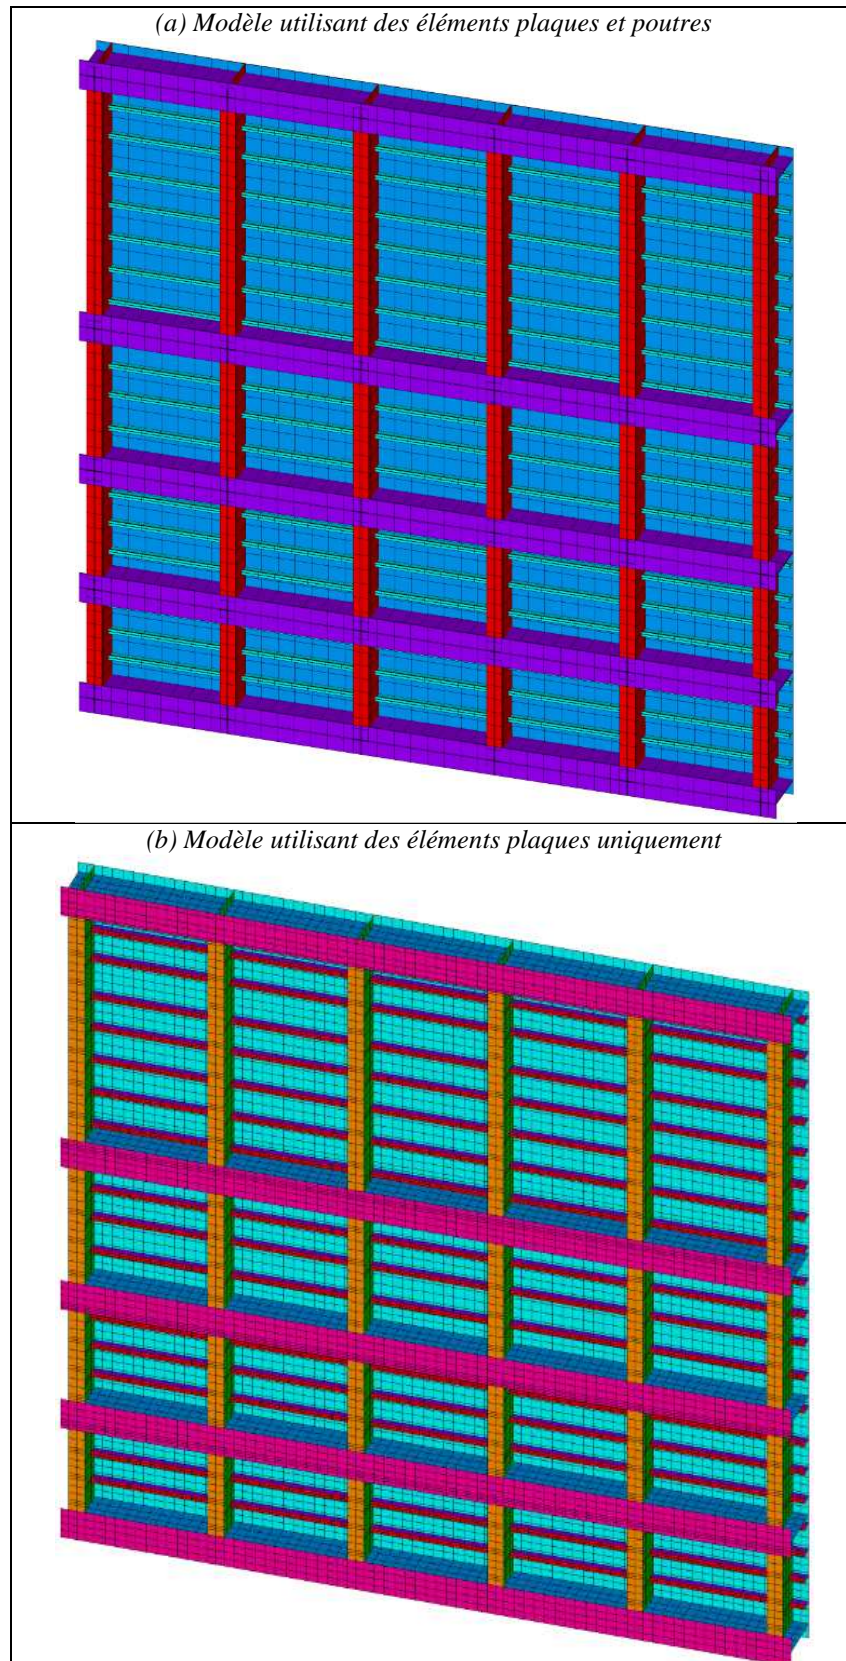 (a) Modèle utilisant des éléments plaques et poutres
(b) Modèle utilisant des éléments plaques uniquement